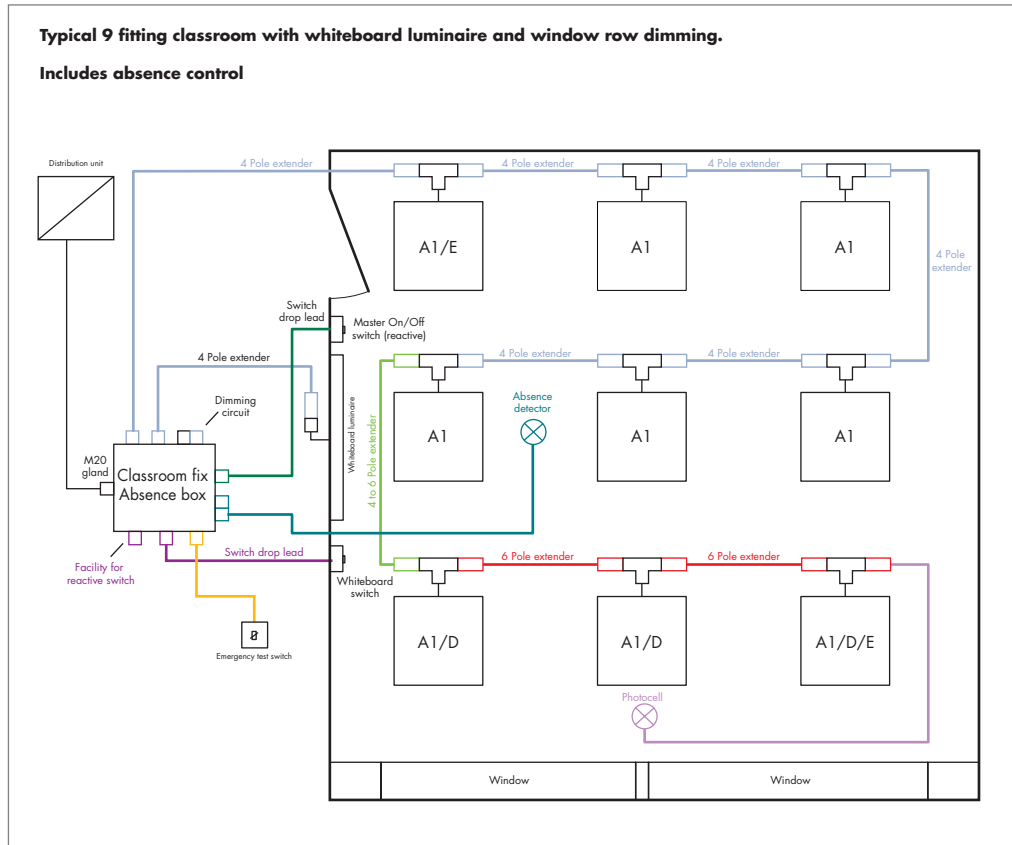 Typical 9 fitting classroom with whiteboard luminaire and window row dimming.
Includes absence control
Distribution unit
4 Pole extender
4 Pole extender
4 Pole extender
A1/E
A1
A1
4 Pole
extender
Switch
drop lead
Master On/Off
switch (reactive)
4 Pole extender
4 Pole extender
4 Pole extender
Dimming
circuit
Whiteboard luminaire
4 to 6 Pole extender
Absence
detector
A1
A1
A1
M20
gland
Classroom fix
Absence box
Facility for
reactive switch
Switch drop lead
Whiteboard
switch
6 Pole extender
6 Pole extender
Emergency test switch
A1/D
A1/D
A1/D/E
Photocell
Window
Window